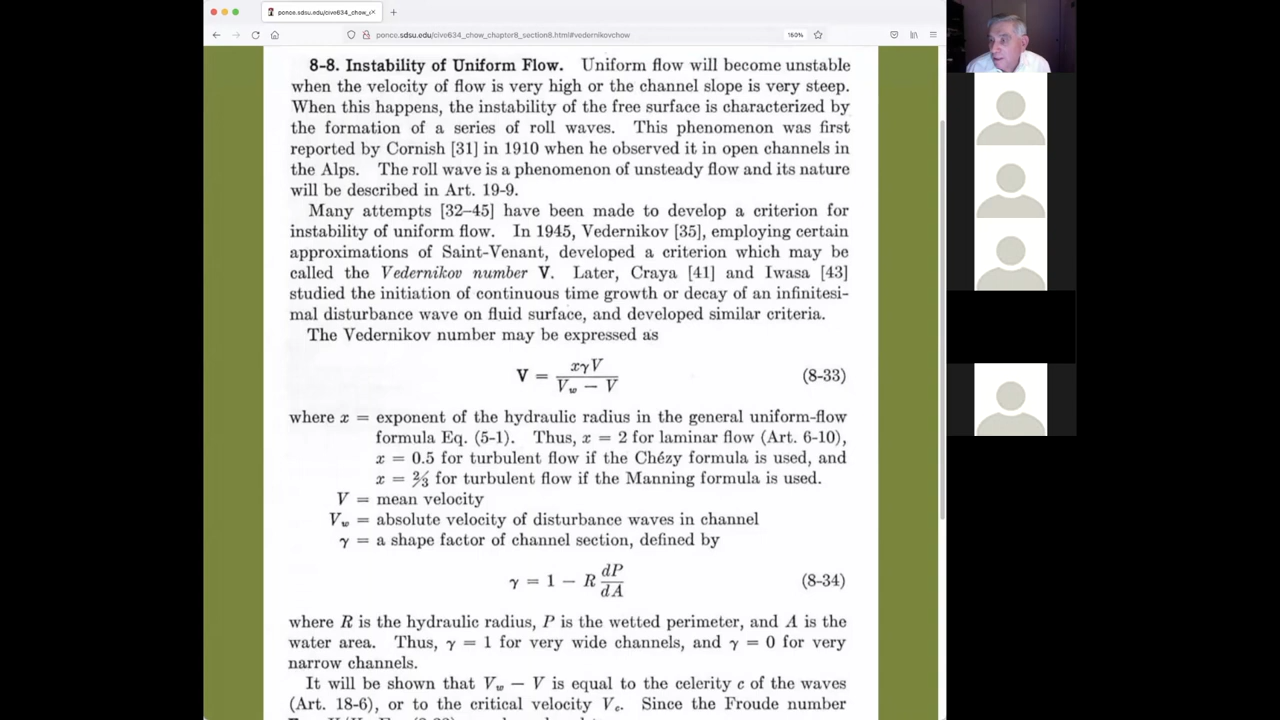 ponce.sdsu.edu/cive634_chow_c
ponce.sdsu.edu/cive634_chow_chapter8_section8.html#vedernikovchow
160%
8-8. Instability of Uniform Flow. Uniform flow will become unstable
when the velocity of flow is very high or the channel slope is very steep.
When this happens, the instability of the free surface is characterized by
the formation of a series of roll waves. This phenomenon was first
reported by Cornish [31] in 1910 when he observed it in open channels in
the Alps. The roll wave is a phenomenon of unsteady flow and its nature
will be described in Art. 19-9.
Many attempts [32–45] have been made to develop a criterion for
instability of uniform flow. In 1945, Vedernikov [35], employing certain
approximations of Saint-Venant, developed a criterion which may be
called the Vedernikov number V. Later, Craya [41] and Iwasa [43]
studied the initiation of continuous time growth or decay of an infinitesi-
mal disturbance wave on fluid surface, and developed similar criteria.
The Vedernikov number may be expressed as
V = xγV / (V_w − V) (8-33)
where x = exponent of the hydraulic radius in the general uniform-flow
formula Eq. (5-1). Thus, x = 2 for laminar flow (Art. 6-10),
x = 0.5 for turbulent flow if the Chézy formula is used, and
x = ⅔ for turbulent flow if the Manning formula is used.
V = mean velocity
V_w = absolute velocity of disturbance waves in channel
γ = a shape factor of channel section, defined by
γ = 1 − R dP/dA (8-34)
where R is the hydraulic radius, P is the wetted perimeter, and A is the
water area. Thus, γ = 1 for very wide channels, and γ = 0 for very
narrow channels.
It will be shown that V_w − V is equal to the celerity c of the waves
(Art. 18-6), or to the critical velocity V_c. Since the Froude number